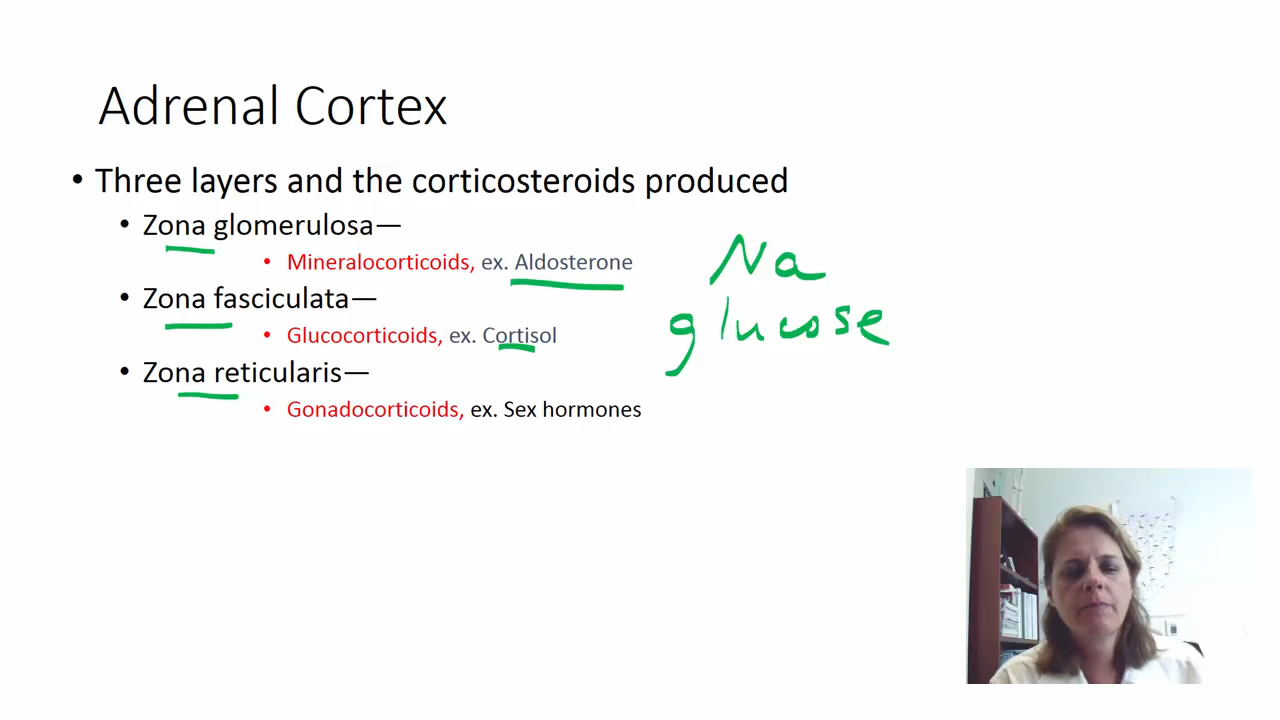 Adrenal Cortex
• Three layers and the corticosteroids produced
• Zona glomerulosa—
• Mineralocorticoids, ex. Aldosterone
Na
• Zona fasciculata—
glucose
• Glucocorticoids, ex. Cortisol
• Zona reticularis—
• Gonadocorticoids, ex. Sex hormones